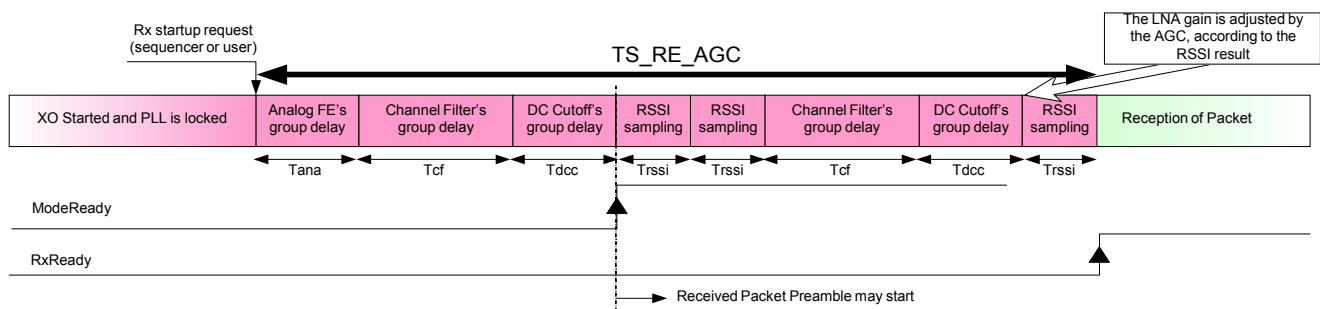 Rx startup request
(sequencer or user)
TS_RE_AGC
The LNA gain is adjusted by
the AGC, according to the
RSSI result
XO Started and PLL is locked
Analog FE's
group delay
Channel Filter's
group delay
DC Cutoff's
group delay
RSSI
sampling
RSSI
sampling
Channel Filter's
group delay
DC Cutoff's
group delay
RSSI
sampling
Reception of Packet
Tana
Tcf
Tdcc
Trssi
Trssi
Tcf
Tdcc
Trssi
ModeReady
RxReady
Received Packet Preamble may start